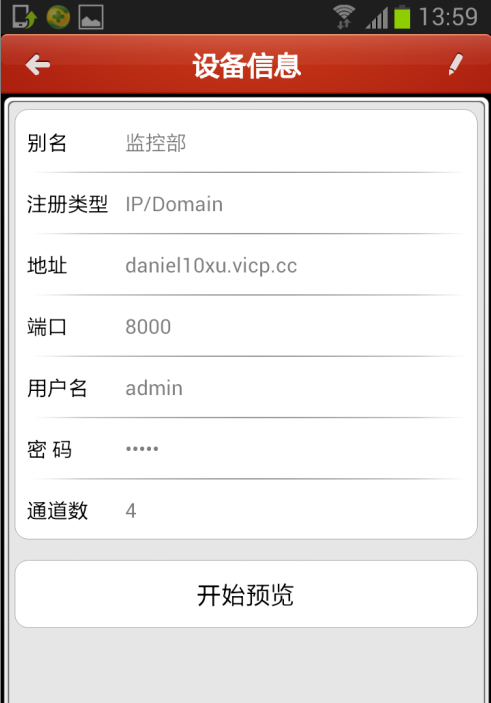 13:59
设备信息
别名 监控部
注册类型 IP/Domain
地址 daniel10xu.vicp.cc
端口 8000
用户名 admin
密 码 •••••
通道数 4
开始预览